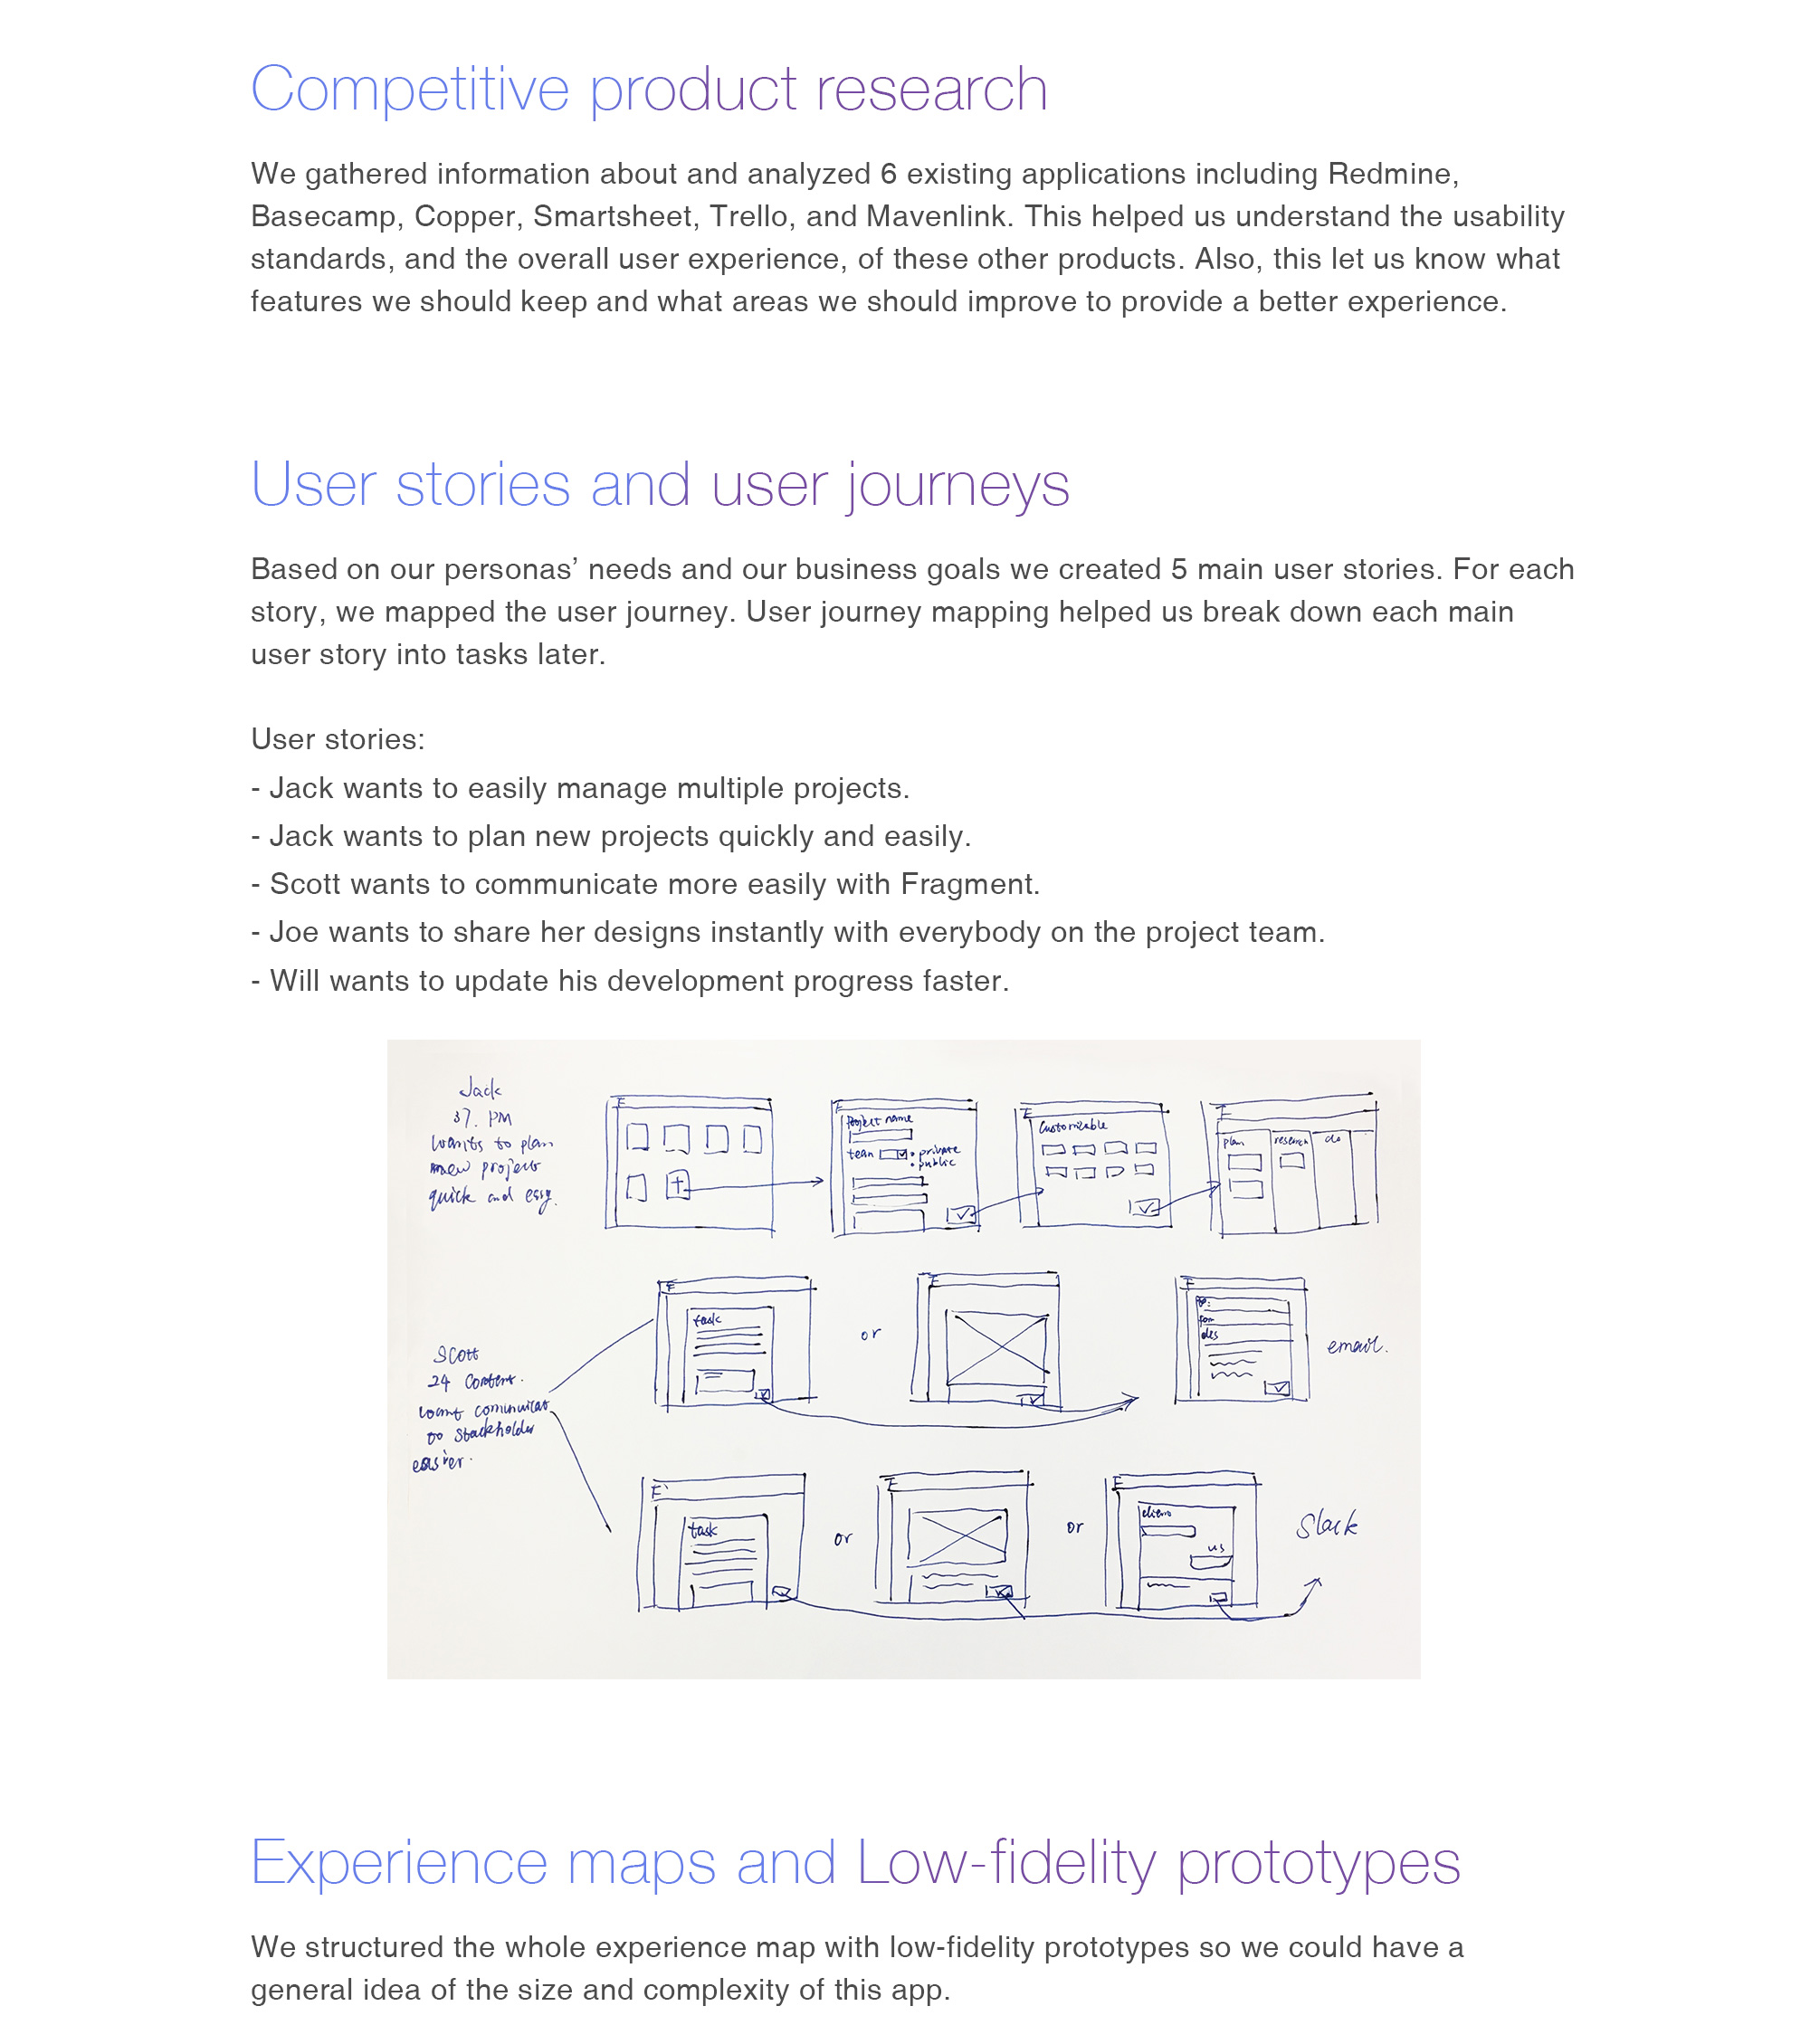 Competitive product research
We gathered information about and analyzed 6 existing applications including Redmine,
Basecamp, Copper, Smartsheet, Trello, and Mavenlink. This helped us understand the usability
standards, and the overall user experience, of these other products. Also, this let us know what
features we should keep and what areas we should improve to provide a better experience.
User stories and user journeys
Based on our personas’ needs and our business goals we created 5 main user stories. For each
story, we mapped the user journey. User journey mapping helped us break down each main
user story into tasks later.
User stories:
- Jack wants to easily manage multiple projects.
- Jack wants to plan new projects quickly and easily.
- Scott wants to communicate more easily with Fragment.
- Joe wants to share her designs instantly with everybody on the project team.
- Will wants to update his development progress faster.
Jack
37. PM
wants to plan
new projects
quick and easy.
F
F
Project name
team
• private
• public
F
Customizable
F
plan
research
do
Scott
24
want
to
easier.
F
task
or
F
F
des
email.
F
task
or
F
or
F
us
Slack
Experience maps and Low-fidelity prototypes
We structured the whole experience map with low-fidelity prototypes so we could have a
general idea of the size and complexity of this app.